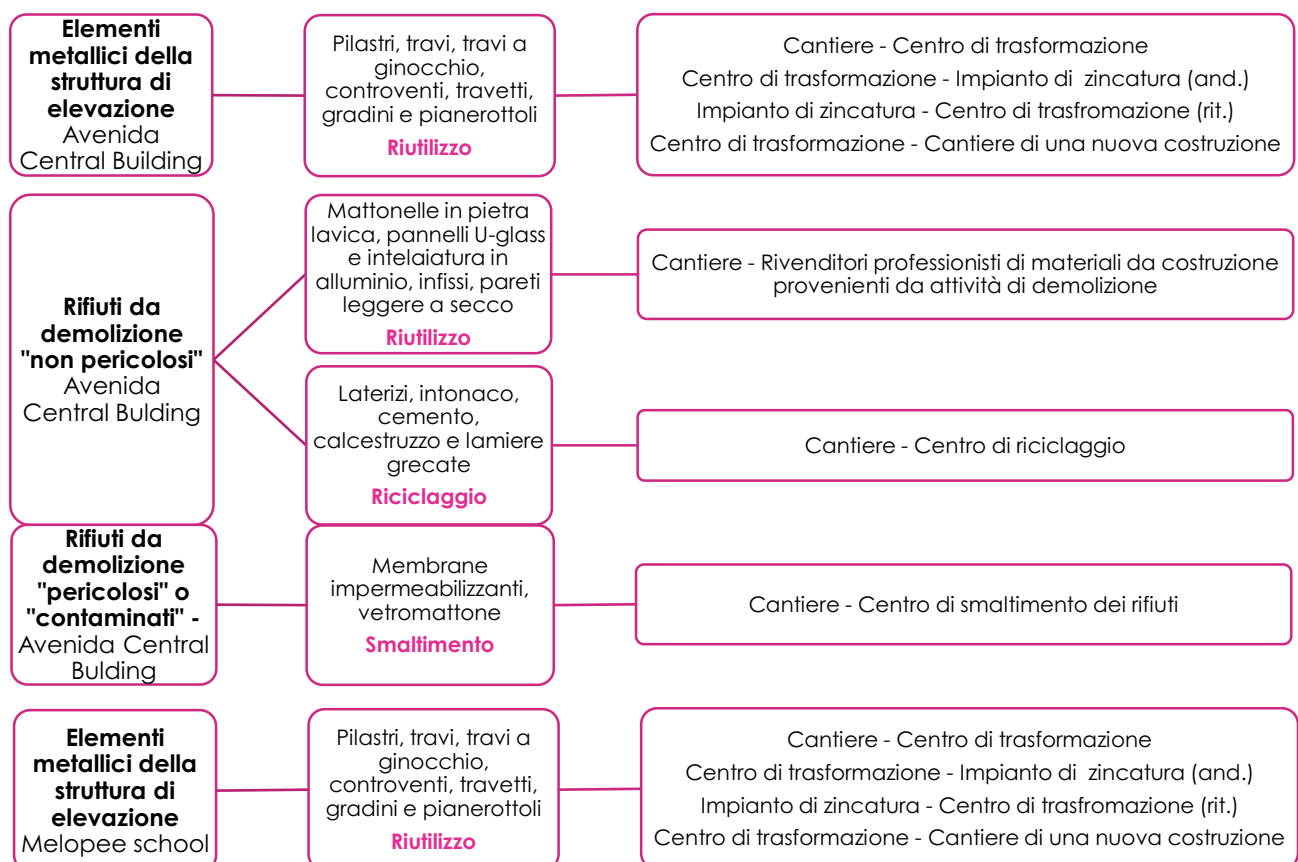 Elementi
metallici della
struttura di
elevazione
Avenida
Central Building
Pilastri, travi, travi a
ginocchio,
controventi, travetti,
gradini e pianerottoli
Riutilizzo
Cantiere - Centro di trasformazione
Centro di trasformazione - Impianto di zincatura (and.)
Impianto di zincatura - Centro di trasfromazione (rit.)
Centro di trasformazione - Cantiere di una nuova costruzione
Rifiuti da
demolizione
"non pericolosi"
Avenida
Central Bulding
Mattonelle in pietra
lavica, pannelli U-glass
e intelaiatura in
alluminio, infissi, pareti
leggere a secco
Riutilizzo
Cantiere - Rivenditori professionisti di materiali da costruzione
provenienti da attività di demolizione
Laterizi, intonaco,
cemento,
calcestruzzo e lamiere
grecate
Riciclaggio
Cantiere - Centro di riciclaggio
Rifiuti da
demolizione
"pericolosi" o
"contaminati" -
Avenida Central
Bulding
Membrane
impermeabilizzanti,
vetromattone
Smaltimento
Cantiere - Centro di smaltimento dei rifiuti
Elementi
metallici della
struttura di
elevazione
Melopee school
Pilastri, travi, travi a
ginocchio,
controventi, travetti,
gradini e pianerottoli
Riutilizzo
Cantiere - Centro di trasformazione
Centro di trasformazione - Impianto di zincatura (and.)
Impianto di zincatura - Centro di trasfromazione (rit.)
Centro di trasformazione - Cantiere di una nuova costruzione